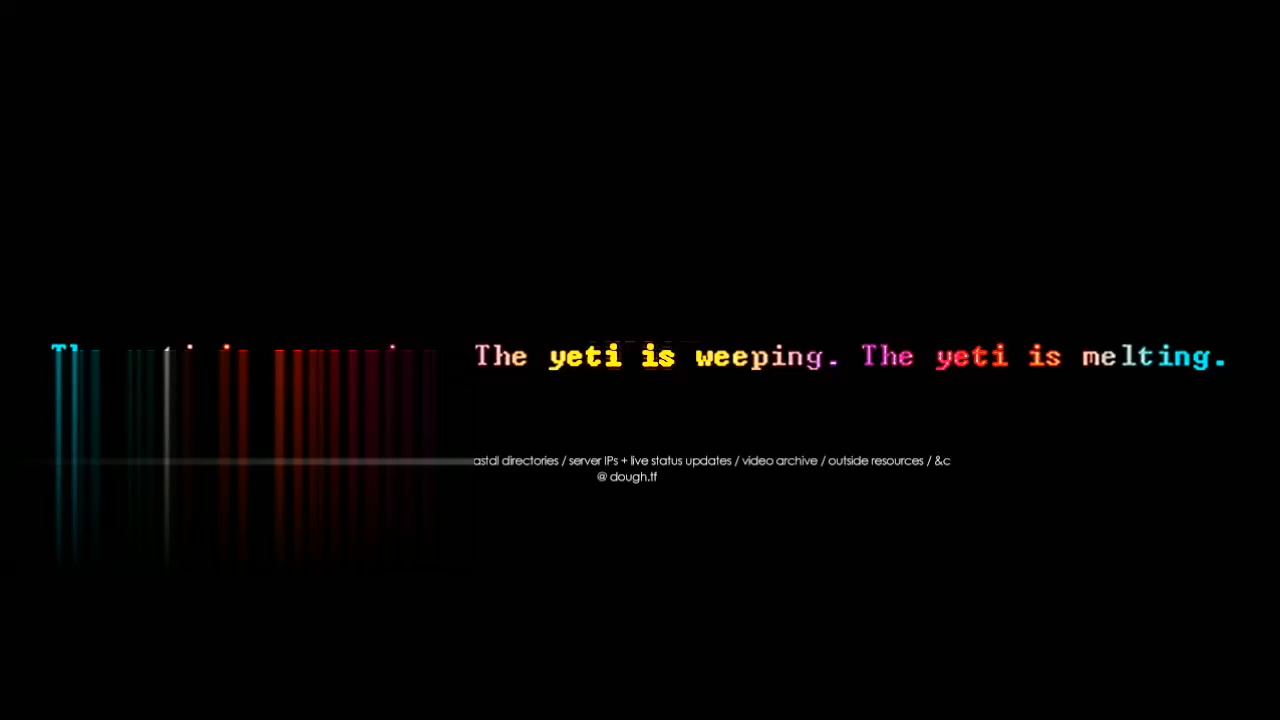 The yeti is weeping. The yeti is melting.
astdl directories / server IPs + live status updates / video archive / outside resources / &c
@ dough.tf